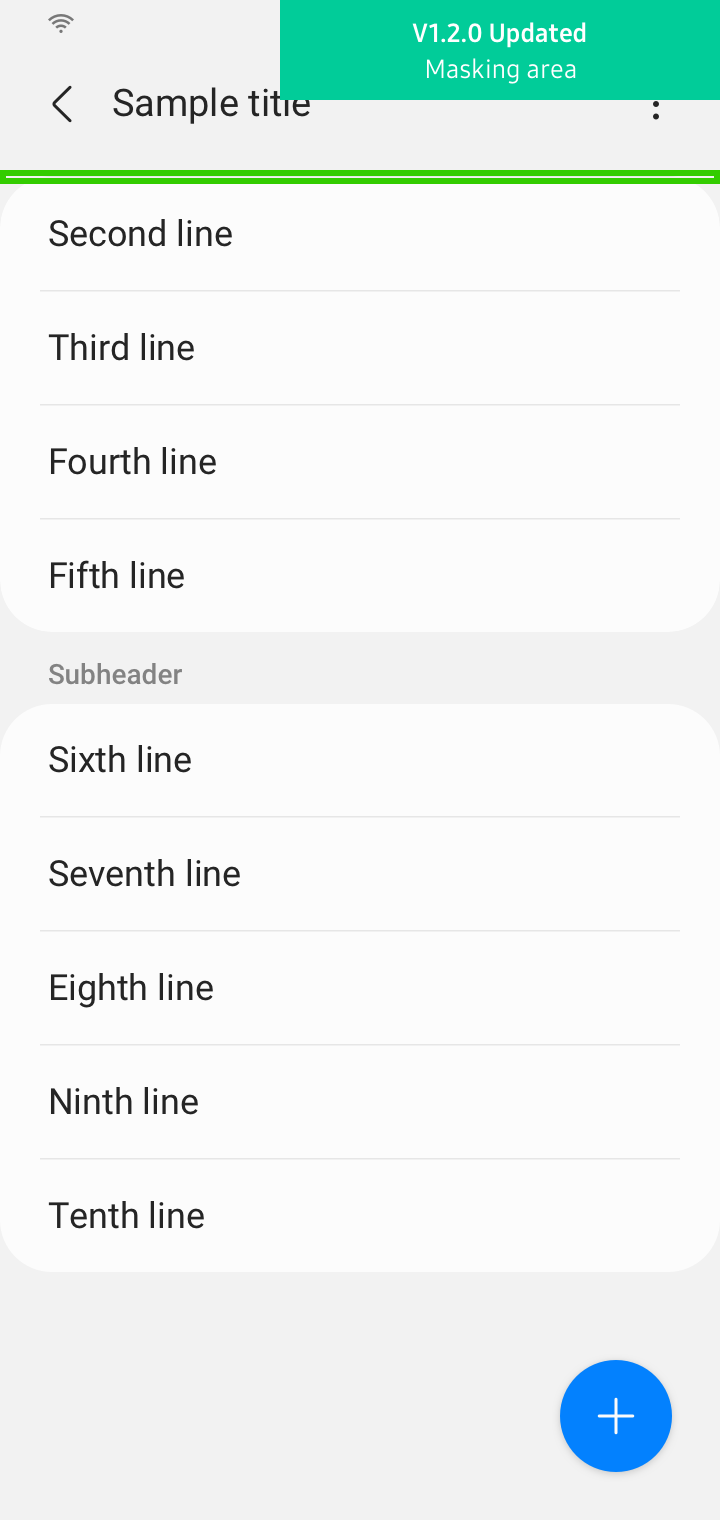 V1.2.0 Updated
Masking area
Sample title
Second line
Third line
Fourth line
Fifth line
Subheader
Sixth line
Seventh line
Eighth line
Ninth line
Tenth line